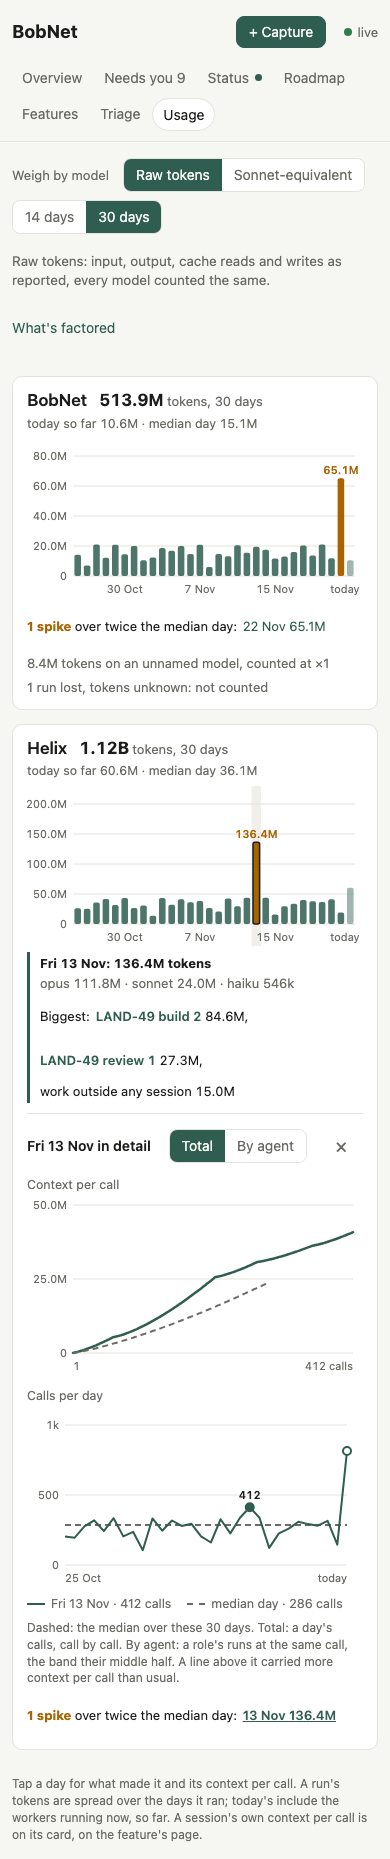 BobNet
+ Capture
live
Overview
Needs you 9
Status
Roadmap
Features
Triage
Usage
Weigh by model
Raw tokens
Sonnet-equivalent
14 days
30 days
Raw tokens: input, output, cache reads and writes as
reported, every model counted the same.
What's factored
BobNet 513.9M tokens, 30 days
today so far 10.6M · median day 15.1M
80.0M
65.1M
60.0M
40.0M
20.0M
0
30 Oct
7 Nov
15 Nov
today
1 spike over twice the median day: 22 Nov 65.1M
8.4M tokens on an unnamed model, counted at ×1
1 run lost, tokens unknown: not counted
Helix 1.12B tokens, 30 days
today so far 60.6M · median day 36.1M
200.0M
150.0M
136.4M
100.0M
50.0M
0
30 Oct
7 Nov
15 Nov
today
Fri 13 Nov: 136.4M tokens
opus 111.8M · sonnet 24.0M · haiku 546k
Biggest: LAND-49 build 2 84.6M,
LAND-49 review 1 27.3M,
work outside any session 15.0M
Fri 13 Nov in detail
Total
By agent
×
Context per call
50.0M
25.0M
0
1
412 calls
Calls per day
1k
500
412
0
25 Oct
today
Fri 13 Nov · 412 calls
median day · 286 calls
Dashed: the median over these 30 days. Total: a day's
calls, call by call. By agent: a role's runs at the same call,
the band their middle half. A line above it carried more
context per call than usual.
1 spike over twice the median day: 13 Nov 136.4M
Tap a day for what made it and its context per call. A run's
tokens are spread over the days it ran; today's include the
workers running now, so far. A session's own context per call is
on its card, on the feature's page.